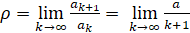 ρ = lim_{k→∞} a_{k+1}/a_k = lim_{k→∞} a/(k+1)